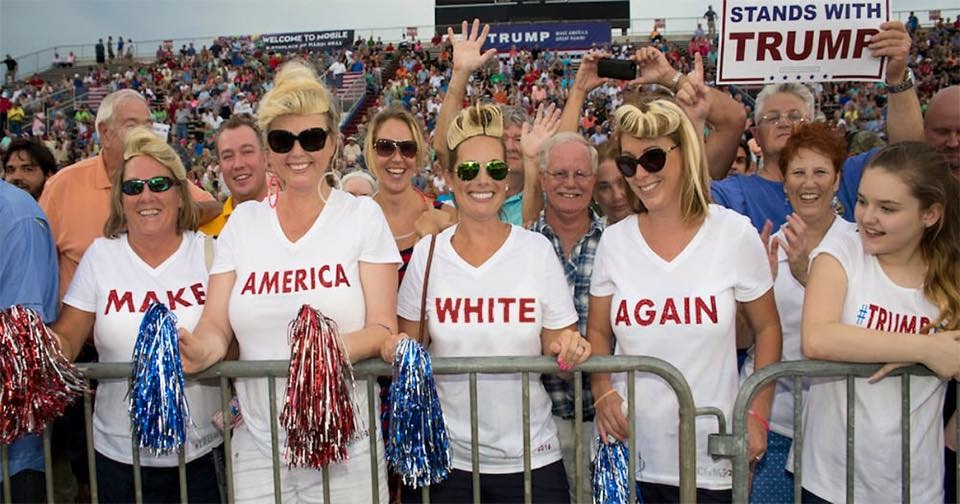 STANDS WITH
TRUMP
WELCOME TO MOBILE
TRUMP
MAKE
AMERICA
WHITE
AGAIN
#TRUMP